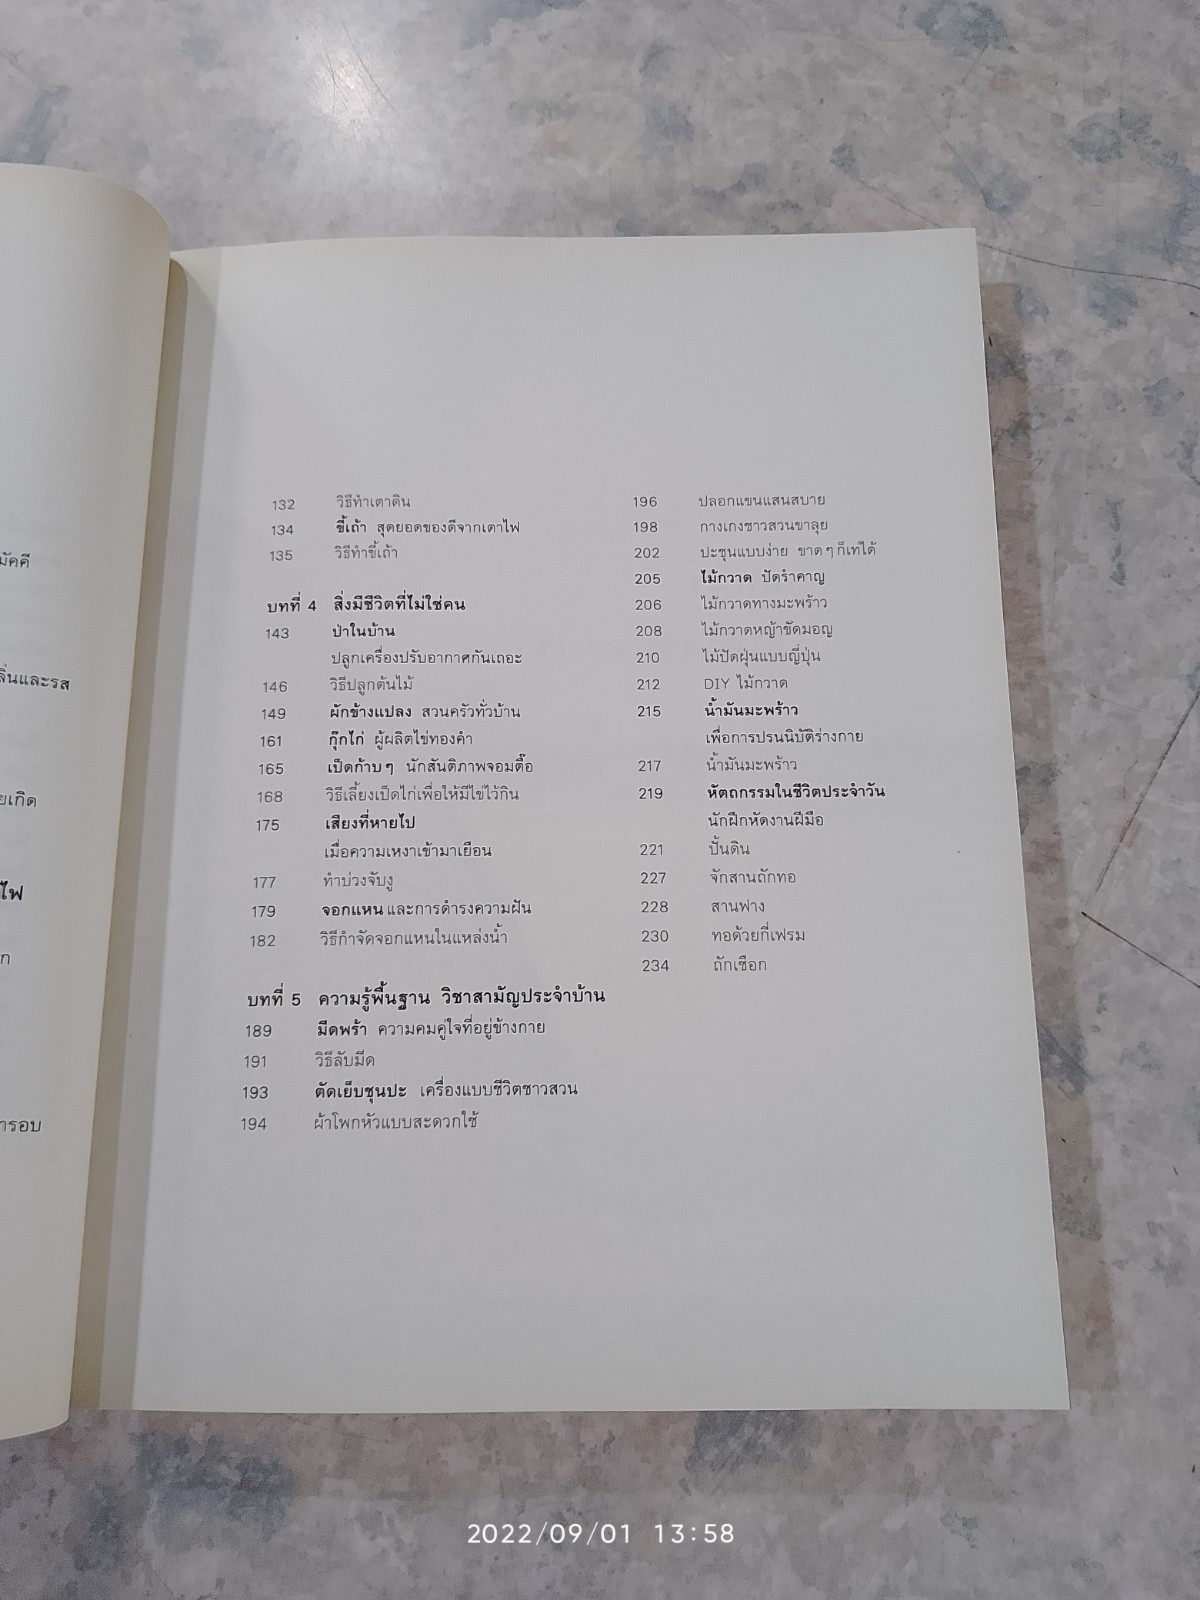 มัคคี
ลิ่นและรส
ยเกิด
ไฟ
ก
ารอบ
132 วิธีทำเตาดิน
134 ขี้เถ้า สุดยอดของดีจากเตาไฟ
135 วิธีทำขี้เถ้า
บทที่ 4 สิ่งมีชีวิตที่ไม่ใช่คน
143 ป่าในบ้าน
ปลูกเครื่องปรับอากาศกันเถอะ
146 วิธีปลูกต้นไม้
149 ผักข้างแปลง สวนครัวทั่วบ้าน
161 กุ๊กไก่ ผู้ผลิตไข่ทองคำ
165 เป็ดก้าบๆ นักสันติภาพจอมตื๊อ
168 วิธีเลี้ยงเป็ดไก่เพื่อให้มีไข่ไว้กิน
175 เสียงที่หายไป
เมื่อความเหงาเข้ามาเยือน
177 ทำบ่วงจับงู
179 จอกแหน และการดำรงความฝัน
182 วิธีกำจัดจอกแหนในแหล่งน้ำ
บทที่ 5 ความรู้พื้นฐาน วิชาสามัญประจำบ้าน
189 มีดพร้า ความคมคู่ใจที่อยู่ข้างกาย
191 วิธีลับมีด
193 ตัดเย็บชุนปะ เครื่องแบบชีวิตชาวสวน
194 ผ้าโพกหัวแบบสะดวกใช้
196 ปลอกแขนแสนสบาย
198 กางเกงชาวสวนขาลุย
202 ปะชุนแบบง่าย ขาดๆ ก็เท่ได้
205 ไม้กวาด ปัดรำคาญ
206 ไม้กวาดทางมะพร้าว
208 ไม้กวาดหญ้าขัดมอญ
210 ไม้ปัดฝุ่นแบบญี่ปุ่น
212 DIY ไม้กวาด
215 น้ำมันมะพร้าว
เพื่อการปรนนิบัติร่างกาย
217 น้ำมันมะพร้าว
219 หัตถกรรมในชีวิตประจำวัน
นักฝึกหัดงานฝีมือ
221 ปั้นดิน
227 จักสานถักทอ
228 สานฟาง
230 ทอด้วยกี่เฟรม
234 ถักเชือก
2022/09/01 13:58